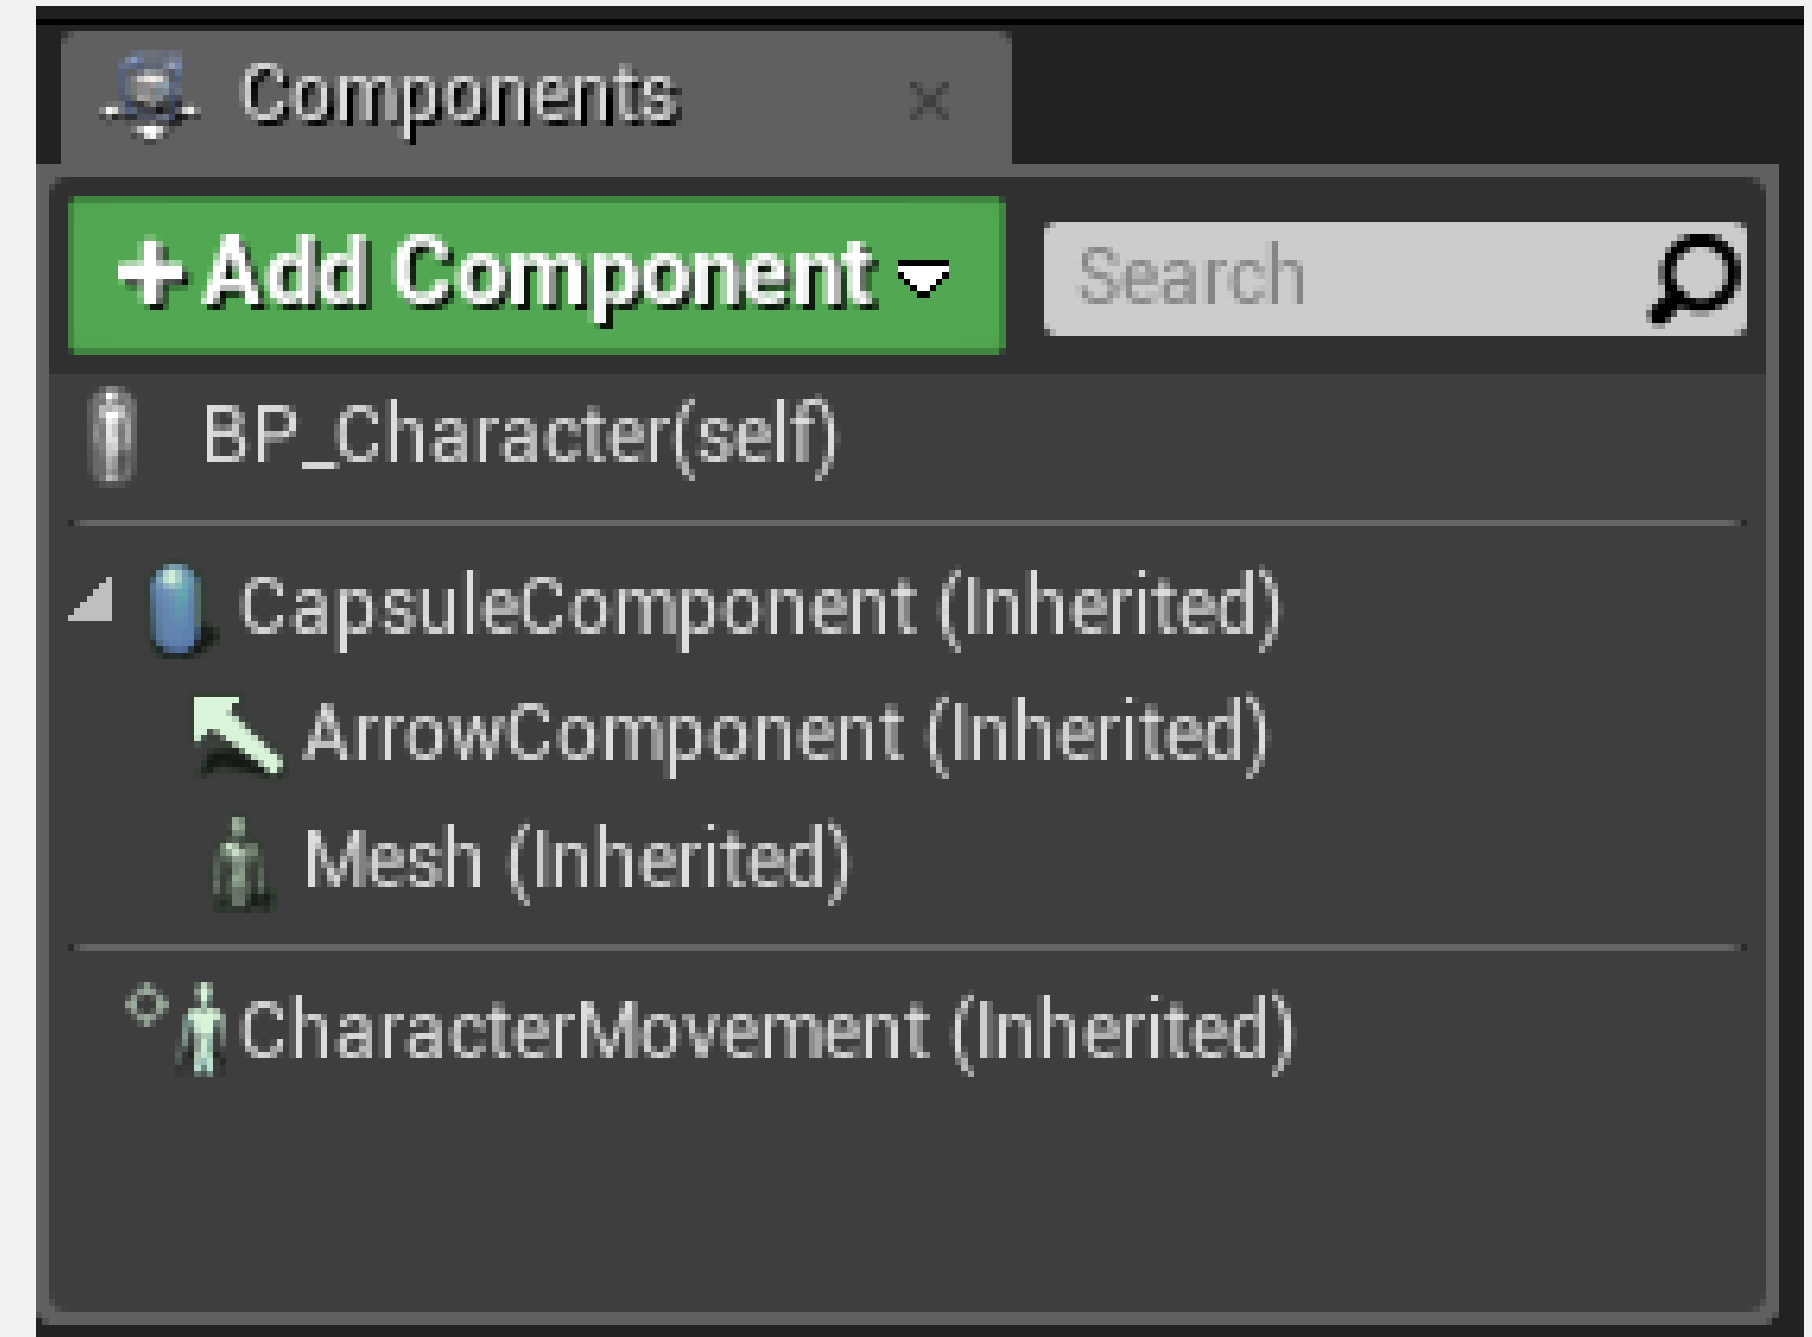 Components
Add Component
Search
BP_Character(self)
CapsuleComponent (Inherited)
ArrowComponent (Inherited)
Mesh (Inherited)
CharacterMovement (Inherited)